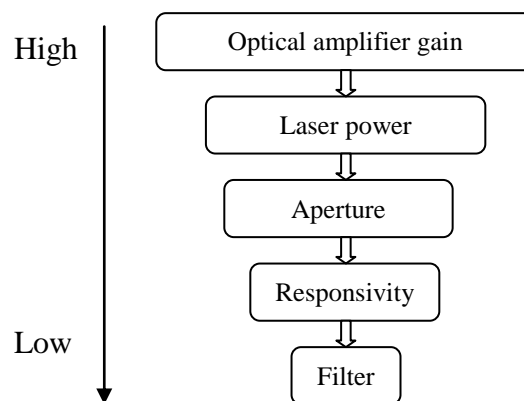 High
Optical amplifier gain
Laser power
Aperture
Responsivity
Low
Filter